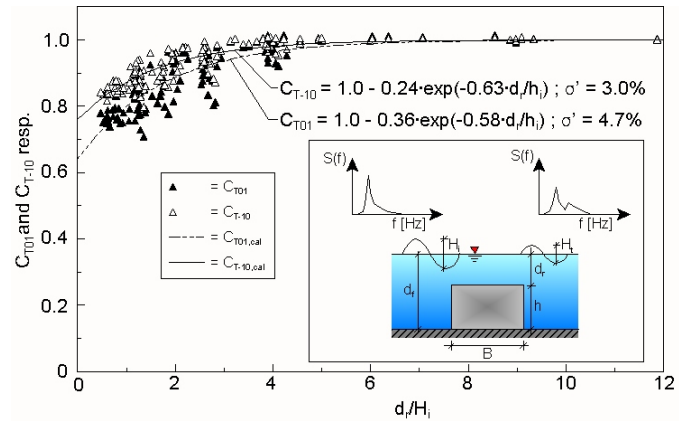 1.0
0.8
0.6
0.4
0.2
0
0
2
4
6
8
10
12
C_T01 and C_T-10 resp.
d_r/H_i
C_T-10 = 1.0 - 0.24·exp(-0.63·d_r/h_i) ; σ' = 3.0%
C_T01 = 1.0 - 0.36·exp(-0.58·d_r/h_i) ; σ' = 4.7%
= C_T01
= C_T-10
= C_T01,cal
= C_T-10,cal
S(f)
f [Hz]
S(f)
f [Hz]
H_i
H_t
d_f
d_r
h
B